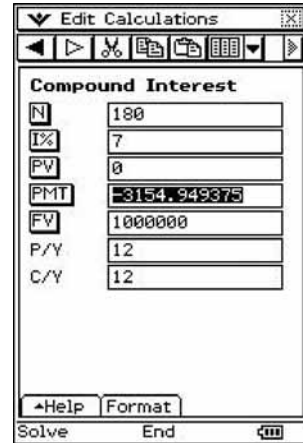 Edit Calculations
Compound Interest
N 180
I% 7
PV 0
PMT -3154.949375
FV 1000000
P/Y 12
C/Y 12
Help Format
Solve End